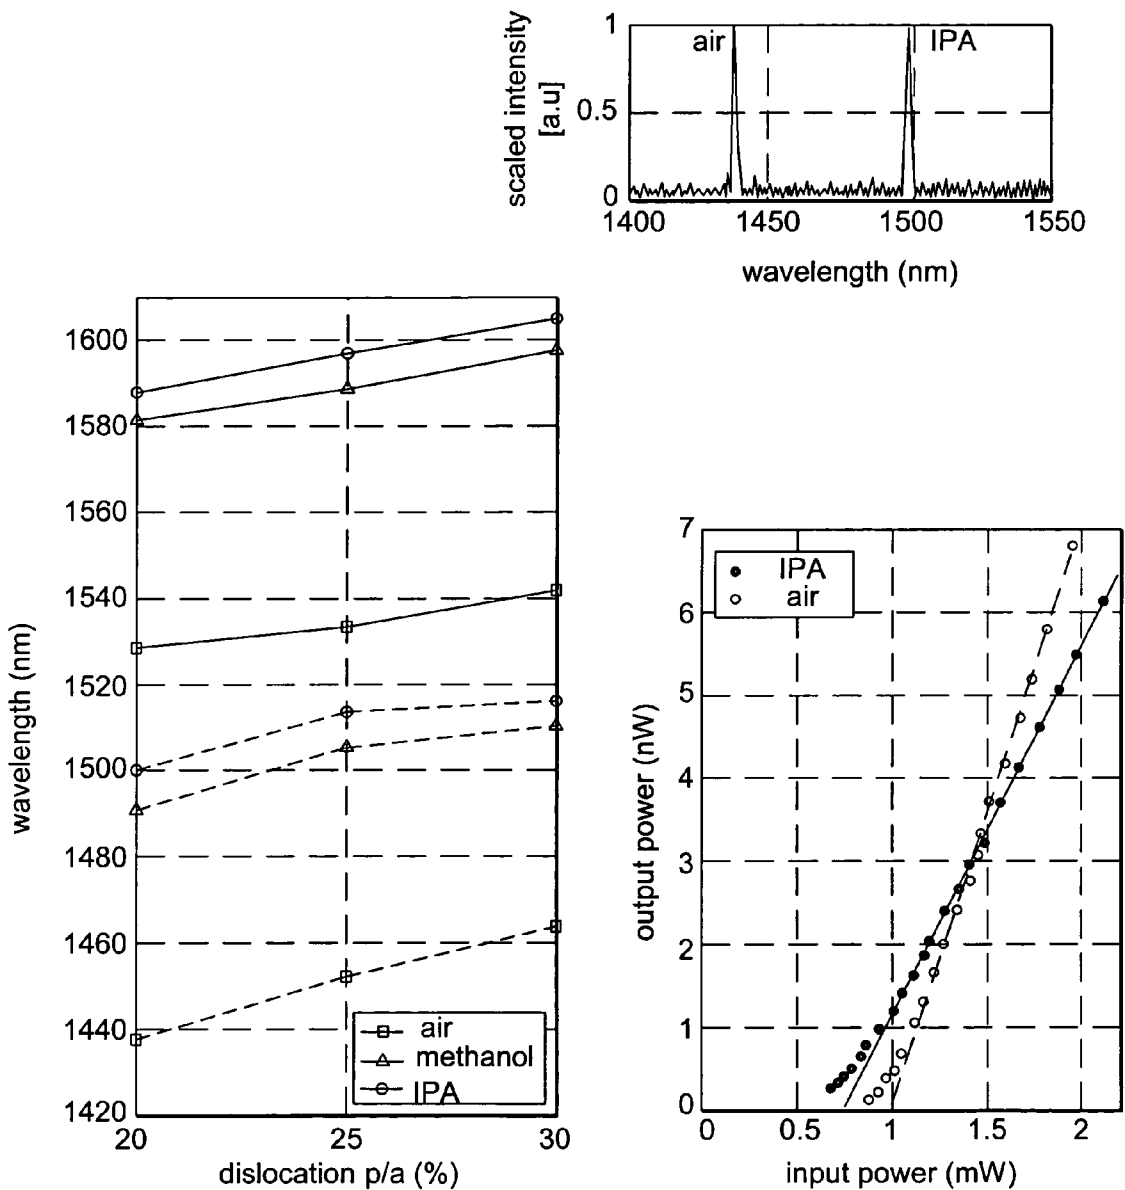 scaled intensity
[a.u]
1
0.5
0
air
IPA
1400
1450
1500
1550
wavelength (nm)
wavelength (nm)
1600
1580
1560
1540
1520
1500
1480
1460
1440
1420
air
methanol
IPA
20
25
30
dislocation p/a (%)
output power (nW)
7
6
5
4
3
2
1
0
IPA
air
0
0.5
1
1.5
2
input power (mW)